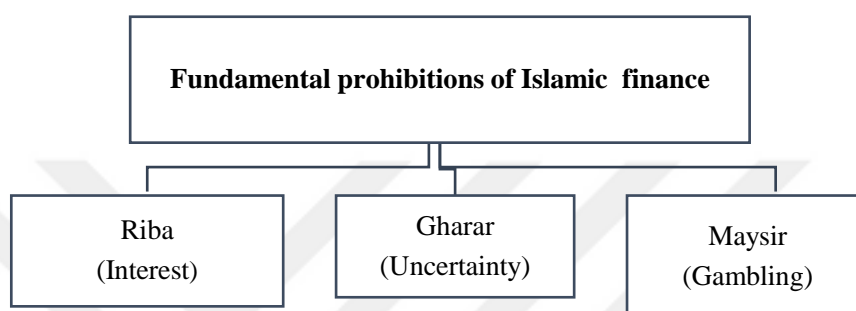 Fundamental prohibitions of Islamic finance
Riba
(Interest)
Gharar
(Uncertainty)
Maysir
(Gambling)